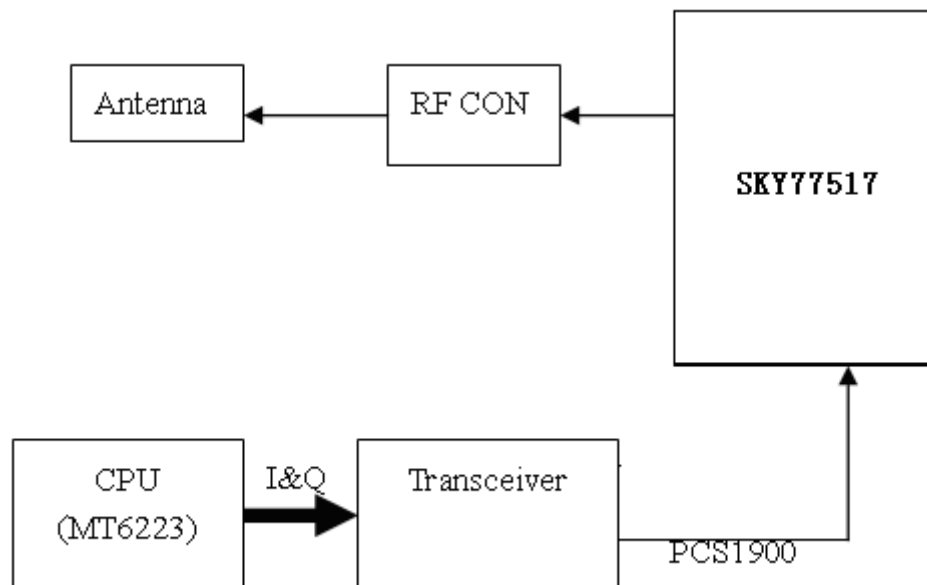 Antenna
RF CON
SKY77517
CPU
(MT6223)
I&Q
Transceiver
PCS1900